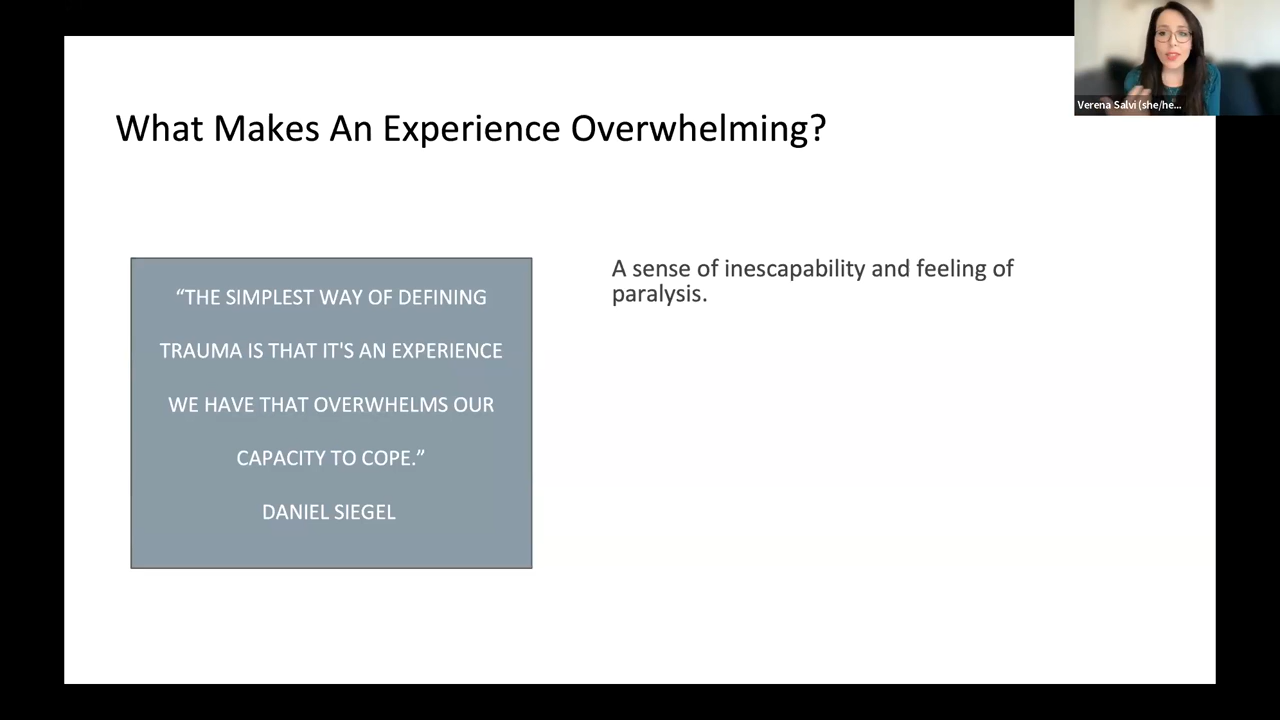 Verena Salvi (she/he...
What Makes An Experience Overwhelming?
“THE SIMPLEST WAY OF DEFINING
TRAUMA IS THAT IT'S AN EXPERIENCE
WE HAVE THAT OVERWHELMS OUR
CAPACITY TO COPE.”
DANIEL SIEGEL
A sense of inescapability and feeling of
paralysis.